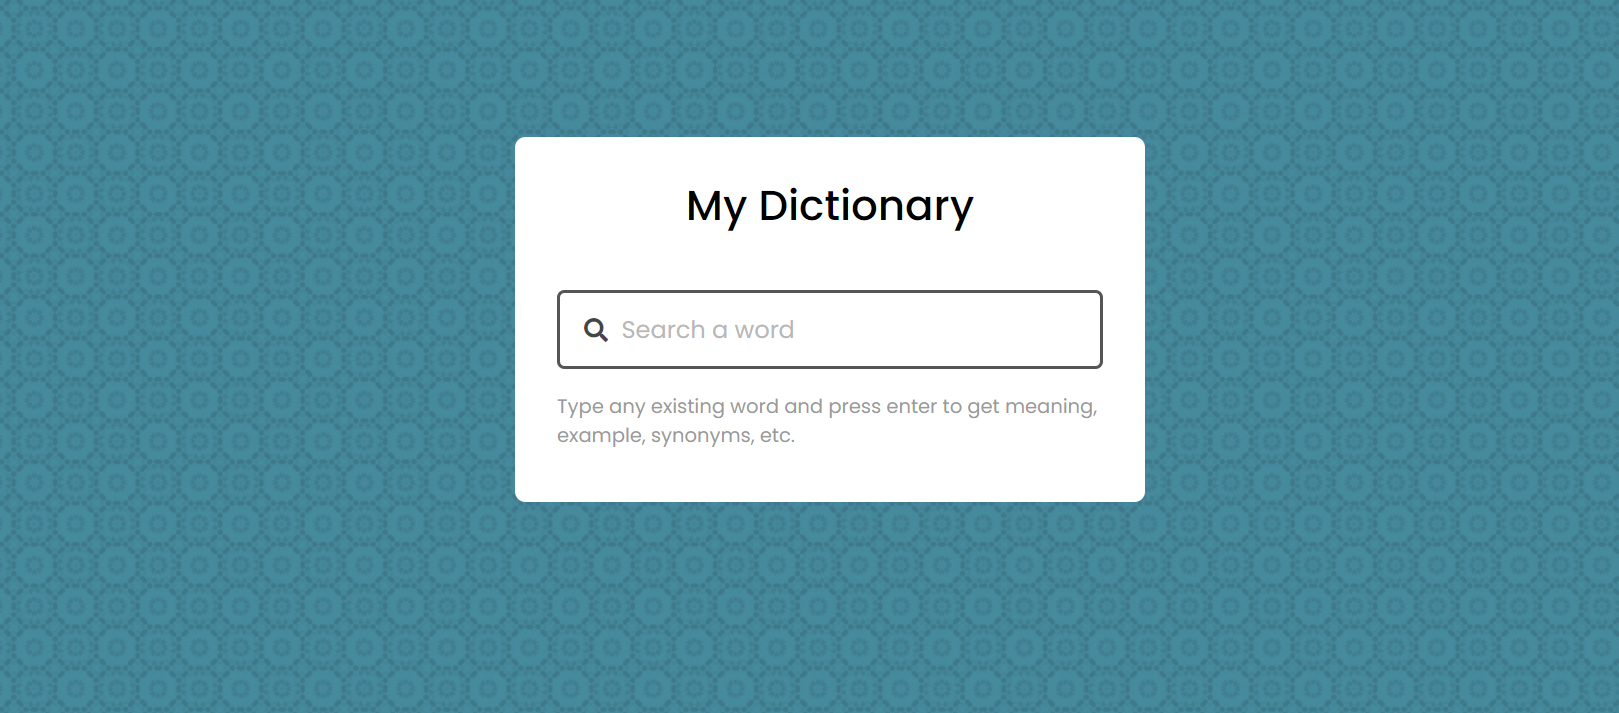 My Dictionary
Search a word
Type any existing word and press enter to get meaning,
example, synonyms, etc.